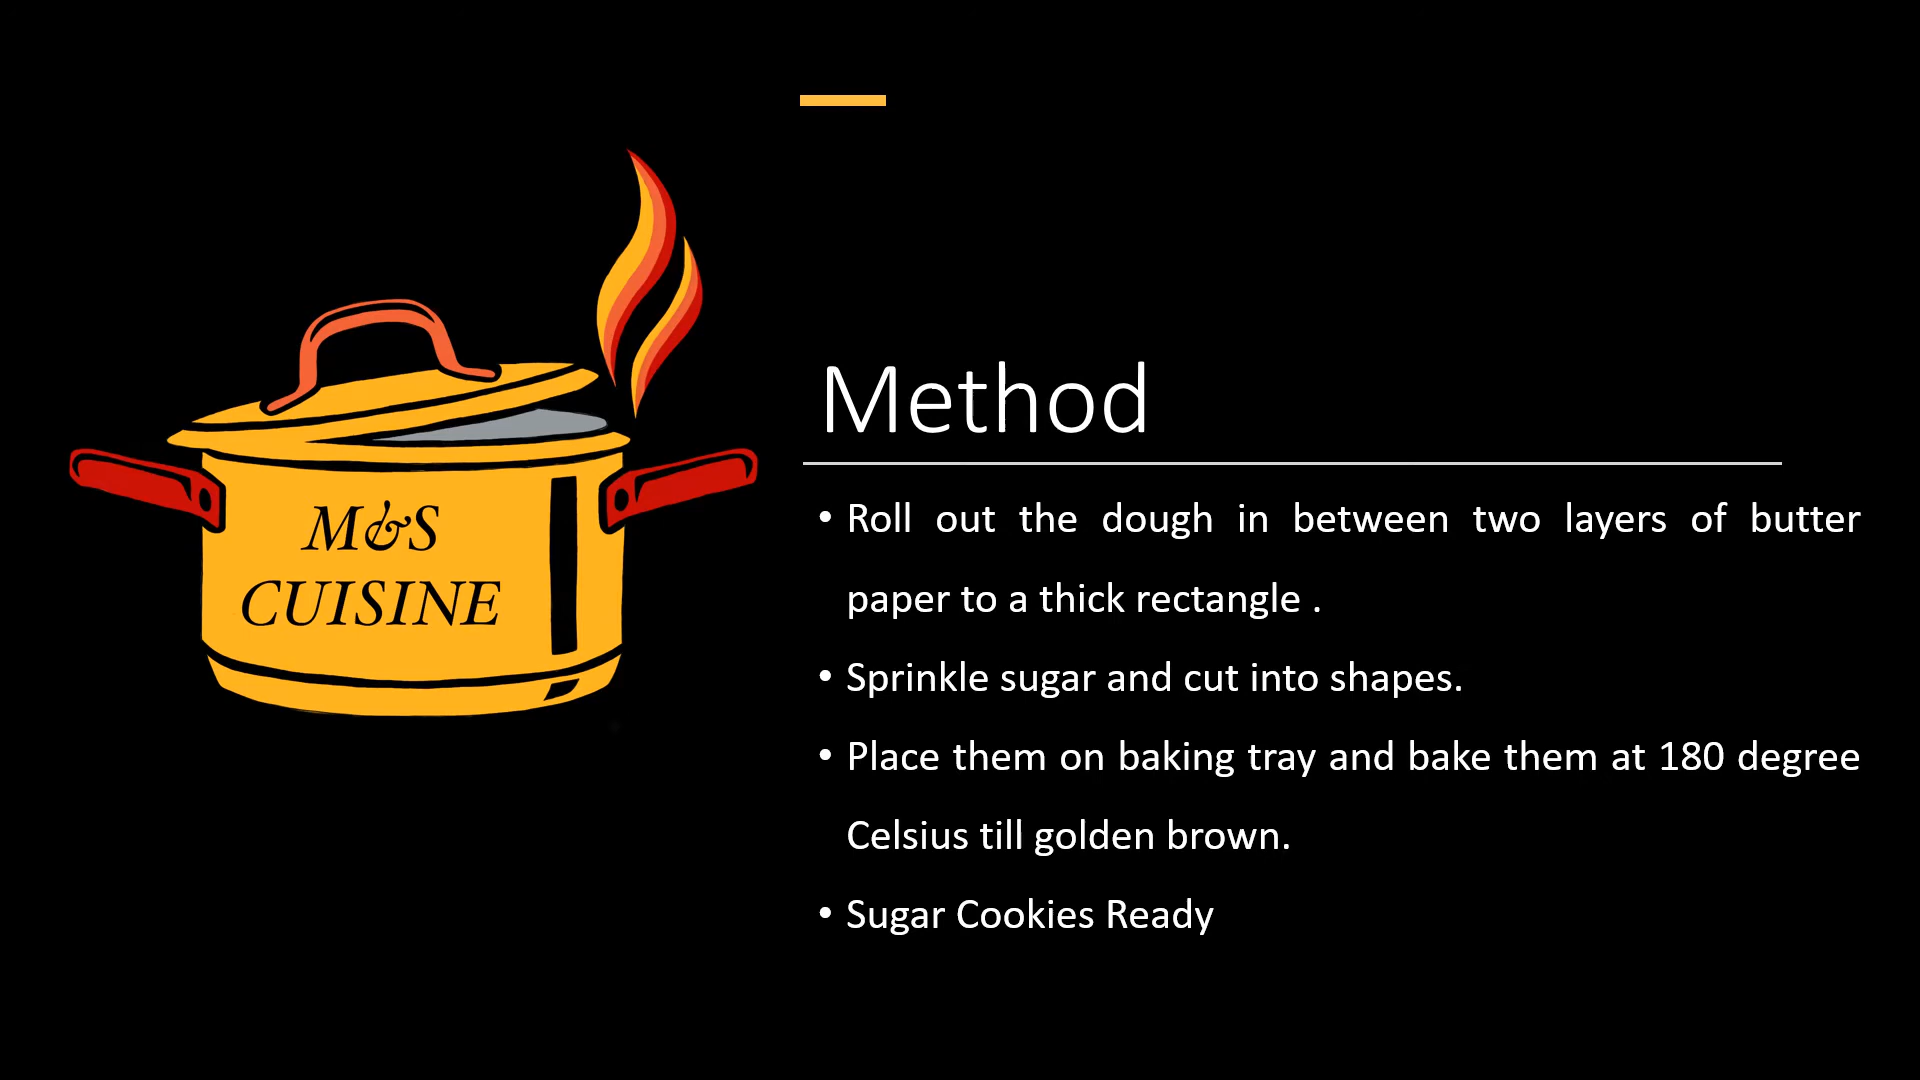 M&S
CUISINE
Method
• Roll out the dough in between two layers of butter
paper to a thick rectangle .
• Sprinkle sugar and cut into shapes.
• Place them on baking tray and bake them at 180 degree
Celsius till golden brown.
• Sugar Cookies Ready